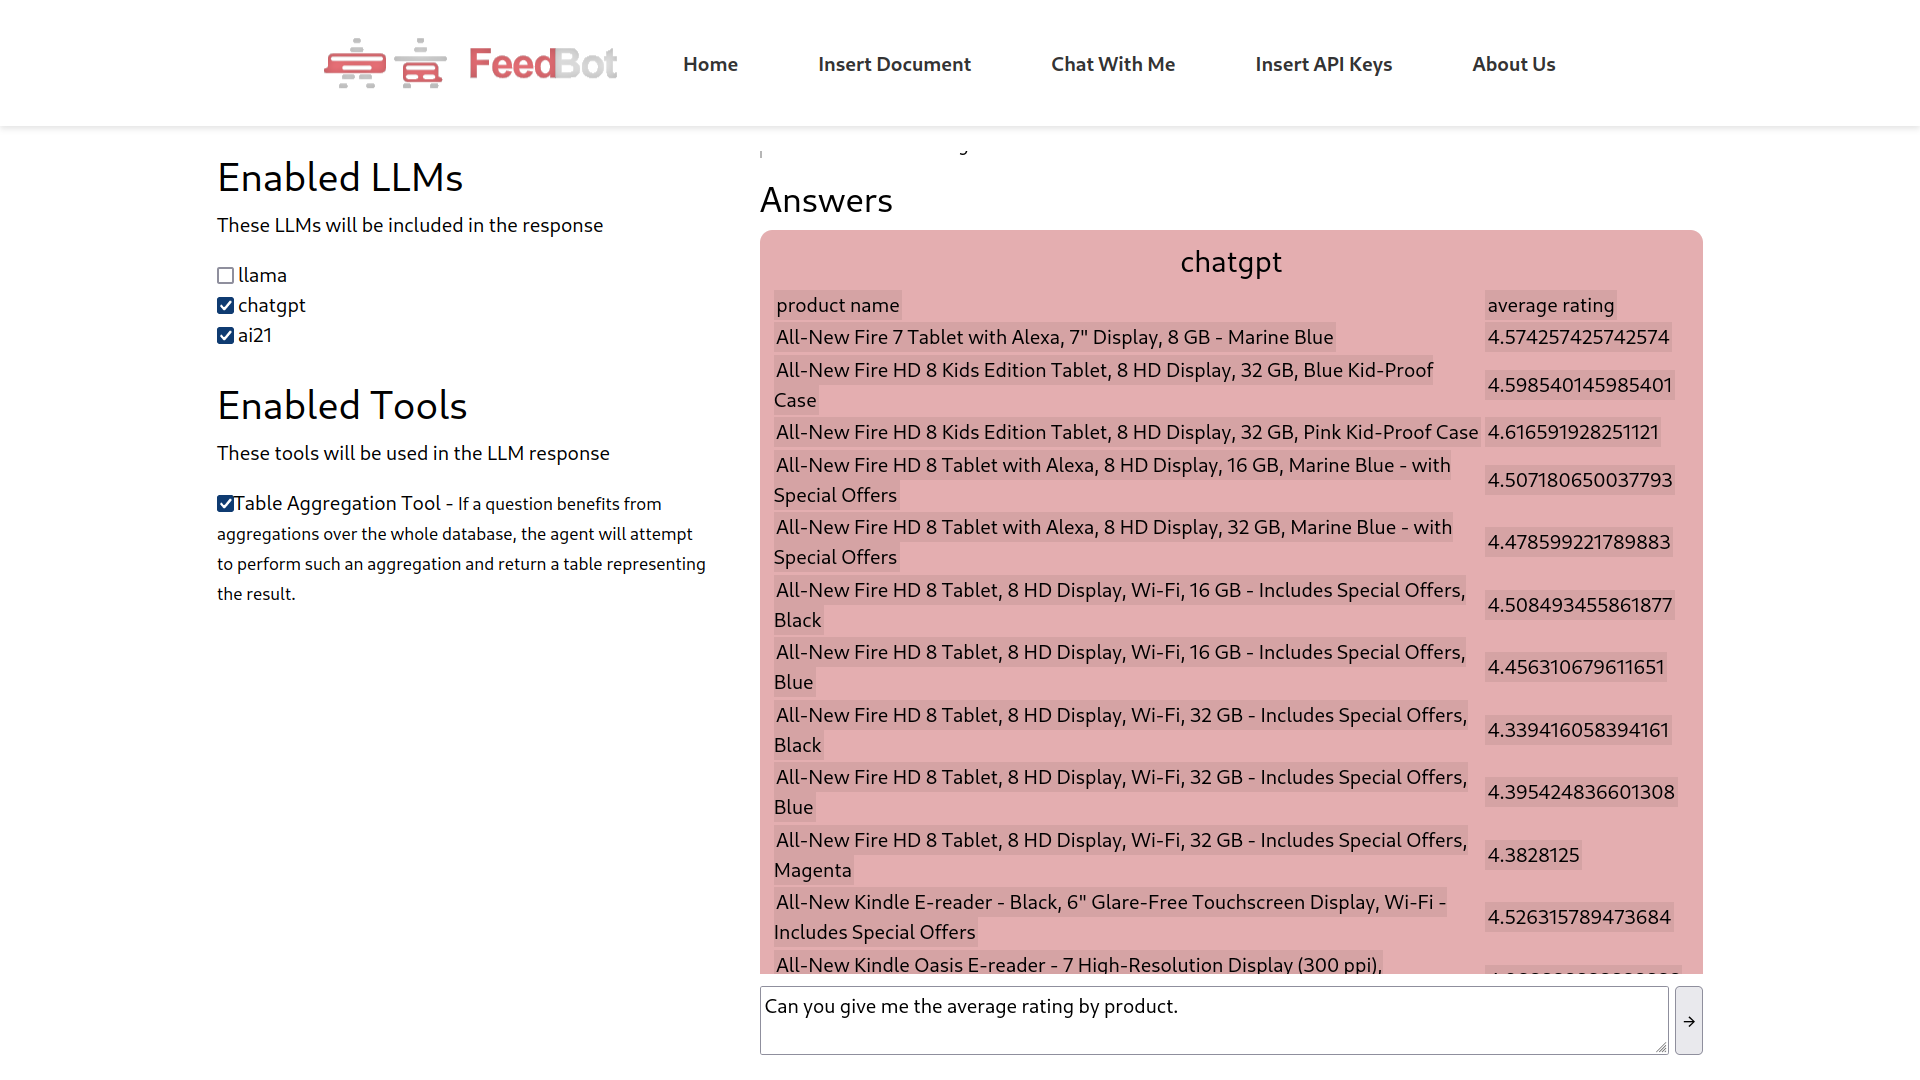 FeedBot
Home
Insert Document
Chat With Me
Insert API Keys
About Us
Enabled LLMs
These LLMs will be included in the response
llama
chatgpt
ai21
Enabled Tools
These tools will be used in the LLM response
Table Aggregation Tool - If a question benefits from
aggregations over the whole database, the agent will attempt
to perform such an aggregation and return a table representing
the result.
Answers
chatgpt
product name average rating
All-New Fire 7 Tablet with Alexa, 7" Display, 8 GB - Marine Blue 4.574257425742574
All-New Fire HD 8 Kids Edition Tablet, 8 HD Display, 32 GB, Blue Kid-Proof
Case
4.598540145985401
All-New Fire HD 8 Kids Edition Tablet, 8 HD Display, 32 GB, Pink Kid-Proof Case 4.616591928251121
All-New Fire HD 8 Tablet with Alexa, 8 HD Display, 16 GB, Marine Blue - with
Special Offers
4.507180650037793
All-New Fire HD 8 Tablet with Alexa, 8 HD Display, 32 GB, Marine Blue - with
Special Offers
4.478599221789883
All-New Fire HD 8 Tablet, 8 HD Display, Wi-Fi, 16 GB - Includes Special Offers,
Black
4.508493455861877
All-New Fire HD 8 Tablet, 8 HD Display, Wi-Fi, 16 GB - Includes Special Offers,
Blue
4.456310679611651
All-New Fire HD 8 Tablet, 8 HD Display, Wi-Fi, 32 GB - Includes Special Offers,
Black
4.339416058394161
All-New Fire HD 8 Tablet, 8 HD Display, Wi-Fi, 32 GB - Includes Special Offers,
Blue
4.395424836601308
All-New Fire HD 8 Tablet, 8 HD Display, Wi-Fi, 32 GB - Includes Special Offers,
Magenta
4.3828125
All-New Kindle E-reader - Black, 6" Glare-Free Touchscreen Display, Wi-Fi -
Includes Special Offers
4.526315789473684
All-New Kindle Oasis E-reader - 7 High-Resolution Display (300 ppi),
Can you give me the average rating by product.
→